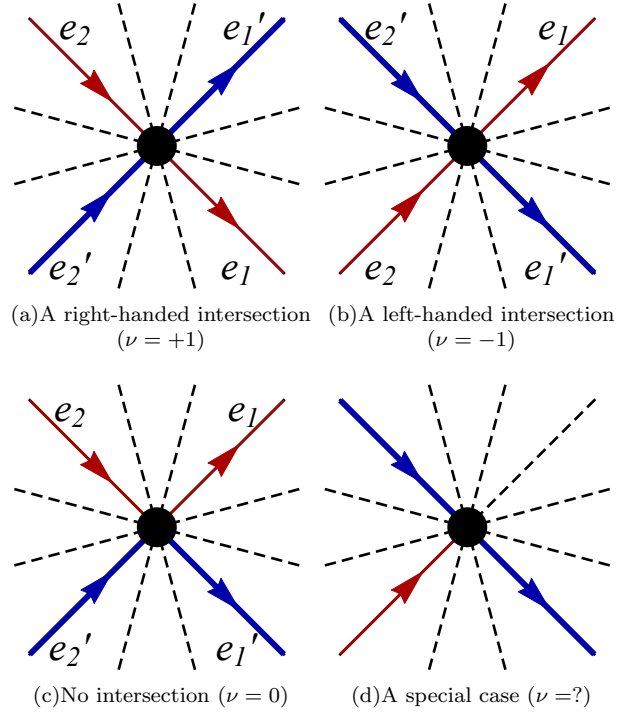 e2 e1'
e2' e1
(a)A right-handed intersection
(ν = +1)
e2' e1
e2 e1'
(b)A left-handed intersection
(ν = −1)
e2 e1
e2' e1'
(c)No intersection (ν = 0)
(d)A special case (ν =?)